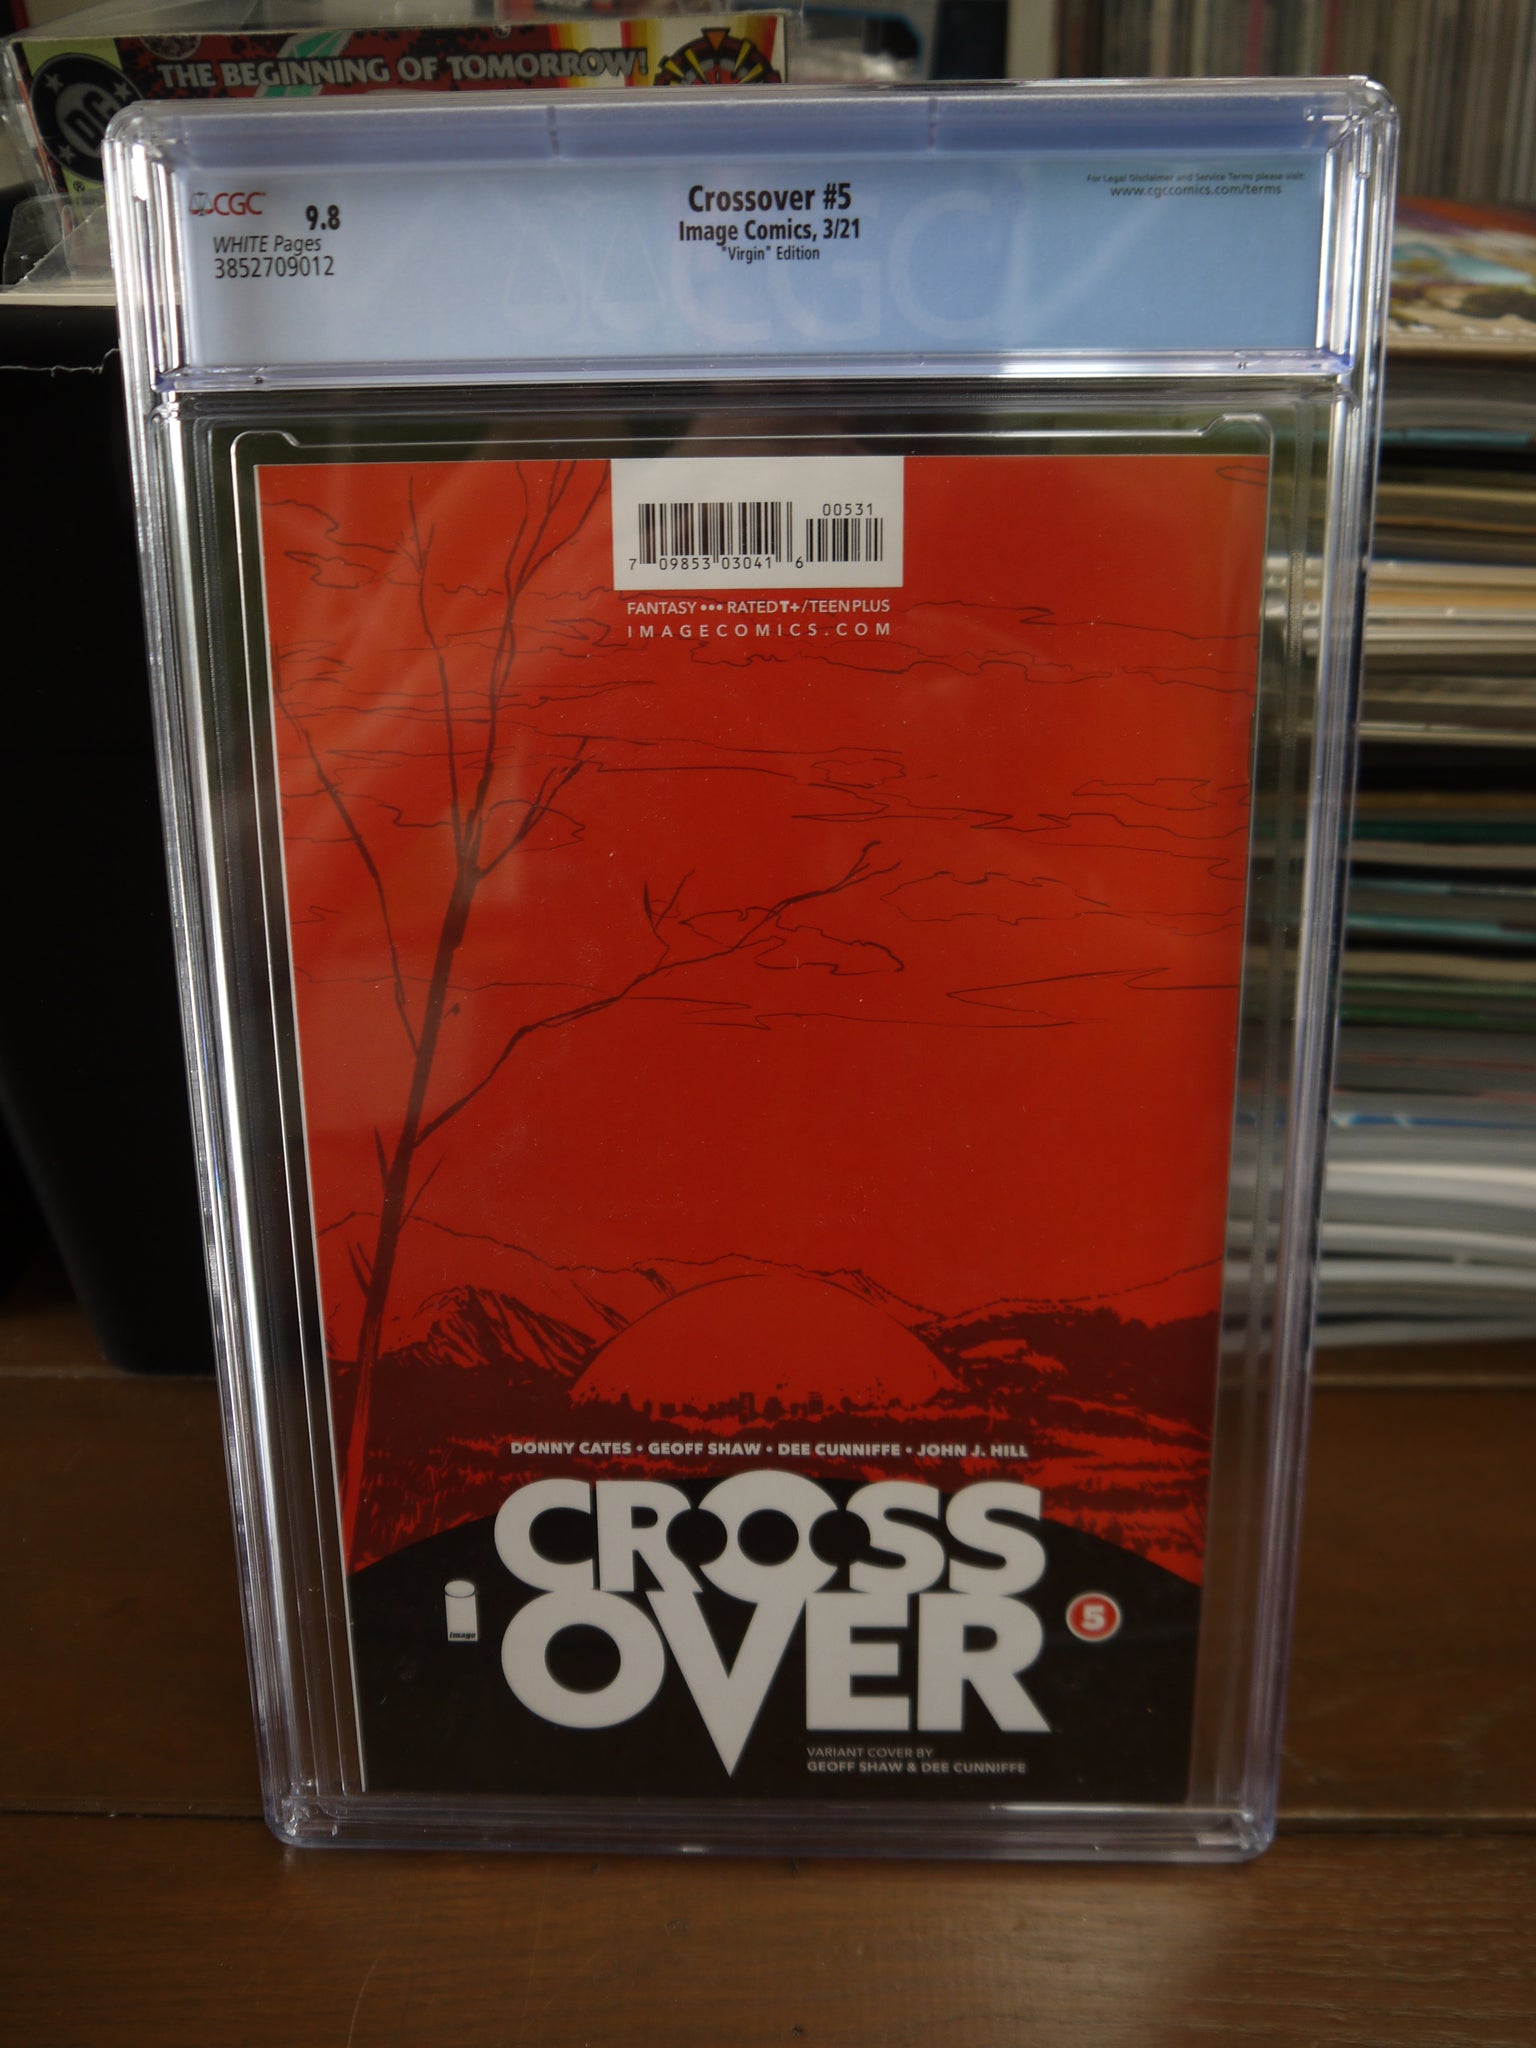 THE BEGINNING OF TOMORROW!
DC
®
CGC
9.8
WHITE Pages
3852709012
Crossover #5
Image Comics, 3/21
"Virgin" Edition
For Legal Disclaimer and Service Terms please visit:
www.cgccomics.com/terms
CGC
00531
7 09853 03041 6
FANTASY ••• RATED T+/TEEN PLUS
IMAGECOMICS.COM
DONNY CATES • GEOFF SHAW • DEE CUNNIFFE • JOHN J. HILL
CROSS
OVER
image
5
VARIANT COVER BY
GEOFF SHAW & DEE CUNNIFFE